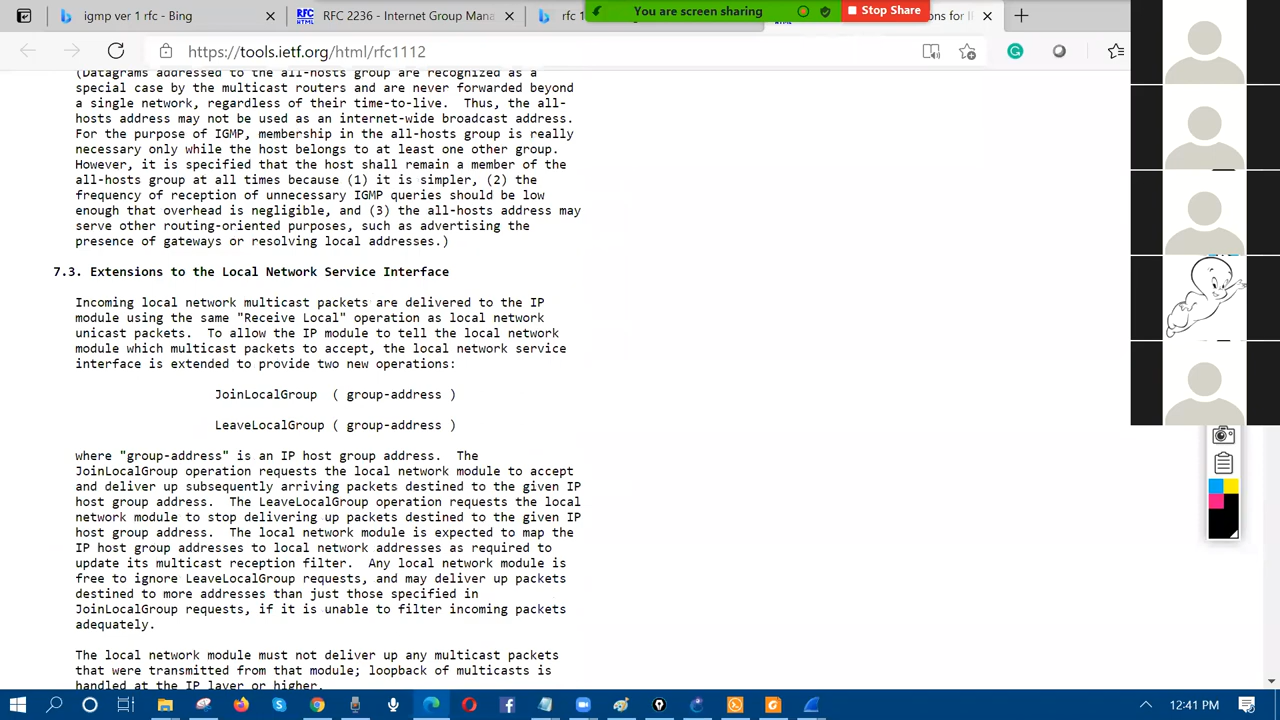 igmp ver 1 rfc - Bing
RFC 2236 - Internet Group Mana
rfc 1
You are screen sharing
Stop Share
ons for I
https://tools.ietf.org/html/rfc1112
(Datagrams addressed to the all-hosts group are recognized as a
special case by the multicast routers and are never forwarded beyond
a single network, regardless of their time-to-live.  Thus, the all-
hosts address may not be used as an internet-wide broadcast address.
For the purpose of IGMP, membership in the all-hosts group is really
necessary only while the host belongs to at least one other group.
However, it is specified that the host shall remain a member of the
all-hosts group at all times because (1) it is simpler, (2) the
frequency of reception of unnecessary IGMP queries should be low
enough that overhead is negligible, and (3) the all-hosts address may
serve other routing-oriented purposes, such as advertising the
presence of gateways or resolving local addresses.)
7.3. Extensions to the Local Network Service Interface
Incoming local network multicast packets are delivered to the IP
module using the same "Receive Local" operation as local network
unicast packets.  To allow the IP module to tell the local network
module which multicast packets to accept, the local network service
interface is extended to provide two new operations:
JoinLocalGroup  ( group-address )
LeaveLocalGroup ( group-address )
where "group-address" is an IP host group address.  The
JoinLocalGroup operation requests the local network module to accept
and deliver up subsequently arriving packets destined to the given IP
host group address.  The LeaveLocalGroup operation requests the local
network module to stop delivering up packets destined to the given IP
host group address.  The local network module is expected to map the
IP host group addresses to local network addresses as required to
update its multicast reception filter.  Any local network module is
free to ignore LeaveLocalGroup requests, and may deliver up packets
destined to more addresses than just those specified in
JoinLocalGroup requests, if it is unable to filter incoming packets
adequately.
The local network module must not deliver up any multicast packets
that were transmitted from that module; loopback of multicasts is
handled at the IP layer or higher.
12:41 PM